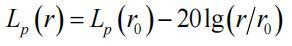 L_p(r) = L_p(r_0) − 20lg(r/r_0)